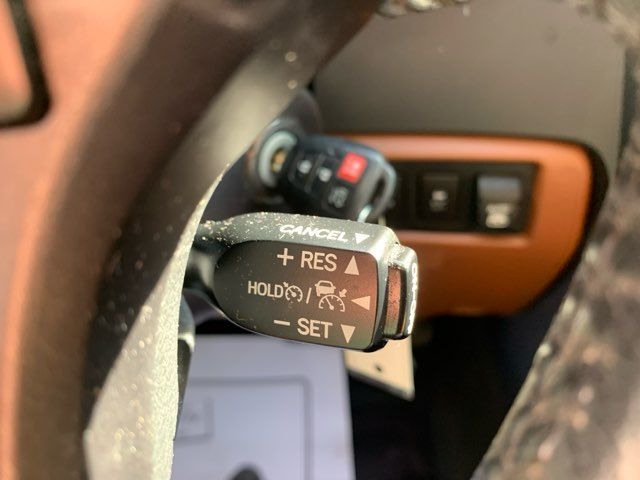 CANCEL
+ RES
HOLD /
− SET